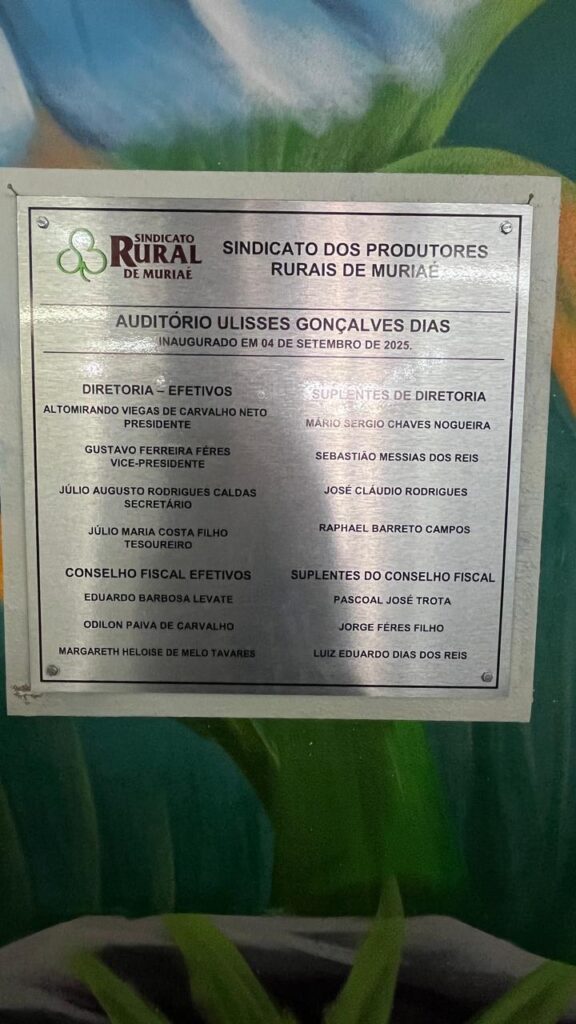 SINDICATO
RURAL
DE MURIAÉ
SINDICATO DOS PRODUTORES
RURAIS DE MURIAÉ
AUDITÓRIO ULISSES GONÇALVES DIAS
INAUGURADO EM 04 DE SETEMBRO DE 2025.
DIRETORIA – EFETIVOS
ALTOMIRANDO VIEGAS DE CARVALHO NETO
PRESIDENTE
GUSTAVO FERREIRA FÉRES
VICE-PRESIDENTE
JÚLIO AUGUSTO RODRIGUES CALDAS
SECRETÁRIO
JÚLIO MARIA COSTA FILHO
TESOUREIRO
SUPLENTES DE DIRETORIA
MÁRIO SERGIO CHAVES NOGUEIRA
SEBASTIÃO MESSIAS DOS REIS
JOSÉ CLÁUDIO RODRIGUES
RAPHAEL BARRETO CAMPOS
CONSELHO FISCAL EFETIVOS
EDUARDO BARBOSA LEVATE
ODILON PAIVA DE CARVALHO
MARGARETH HELOISE DE MELO TAVARES
SUPLENTES DO CONSELHO FISCAL
PASCOAL JOSÉ TROTA
JORGE FÉRES FILHO
LUIZ EDUARDO DIAS DOS REIS